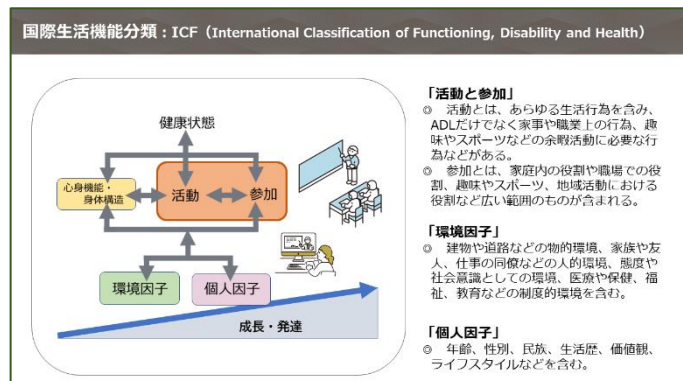 国際生活機能分類：ICF（International Classification of Functioning, Disability and Health）
健康状態
心身機能・
身体構造
活動
参加
環境因子
個人因子
成長・発達
「活動と参加」
◎　活動とは、あらゆる生活行為を含み、
ADLだけでなく家事や職業上の行為、趣
味やスポーツなどの余暇活動に必要な行
為などがある。
◎　参加とは、家庭内の役割や職場での役
割、趣味やスポーツ、地域活動における
役割など広い範囲のものが含まれる。
「環境因子」
◎　建物や道路などの物的環境、家族や友
人、仕事の同僚などの人的環境、態度や
社会意識としての環境、医療や保健、福
祉、教育などの制度的環境を含む。
「個人因子」
◎　年齢、性別、民族、生活歴、価値観、
ライフスタイルなどを含む。